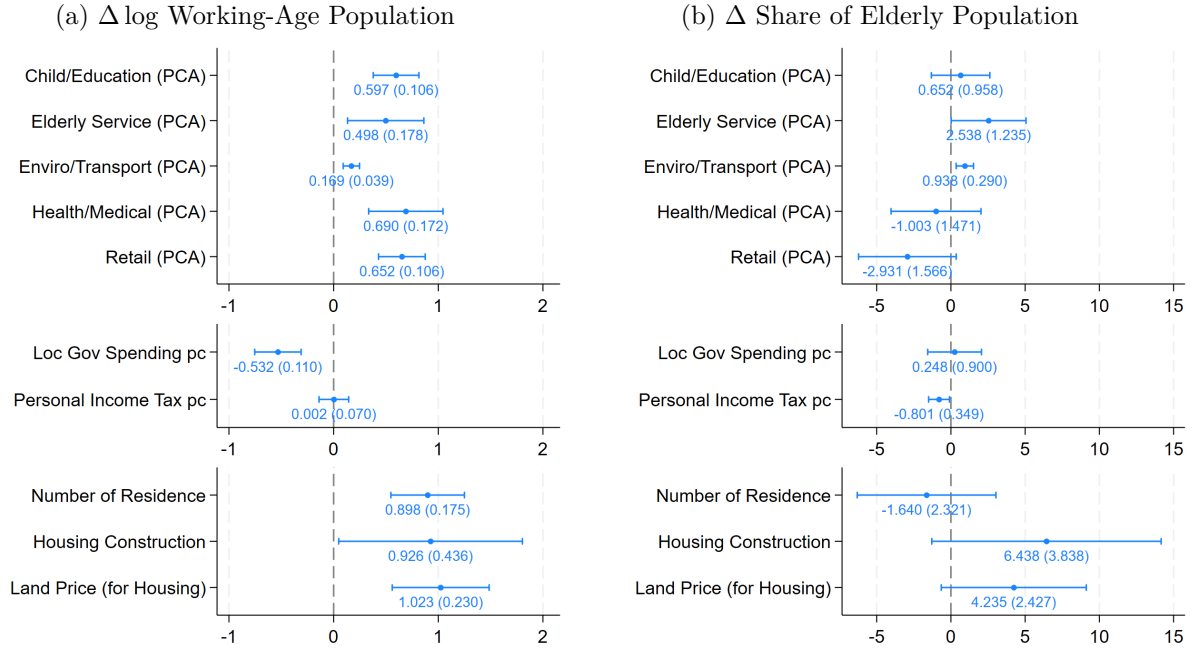 (a) Δ log Working-Age Population
Child/Education (PCA)
0.597 (0.106)
Elderly Service (PCA)
0.498 (0.178)
Enviro/Transport (PCA)
0.169 (0.039)
Health/Medical (PCA)
0.690 (0.172)
Retail (PCA)
0.652 (0.106)
-1 0 1 2
Loc Gov Spending pc
-0.532 (0.110)
Personal Income Tax pc
0.002 (0.070)
-1 0 1 2
Number of Residence
0.898 (0.175)
Housing Construction
0.926 (0.436)
Land Price (for Housing)
1.023 (0.230)
-1 0 1 2
(b) Δ Share of Elderly Population
Child/Education (PCA)
0.652 (0.958)
Elderly Service (PCA)
2.538 (1.235)
Enviro/Transport (PCA)
0.938 (0.290)
Health/Medical (PCA)
-1.003 (1.471)
Retail (PCA)
-2.931 (1.566)
-5 0 5 10 15
Loc Gov Spending pc
0.248 (0.900)
Personal Income Tax pc
-0.801 (0.349)
-5 0 5 10 15
Number of Residence
-1.640 (2.321)
Housing Construction
6.438 (3.838)
Land Price (for Housing)
4.235 (2.427)
-5 0 5 10 15